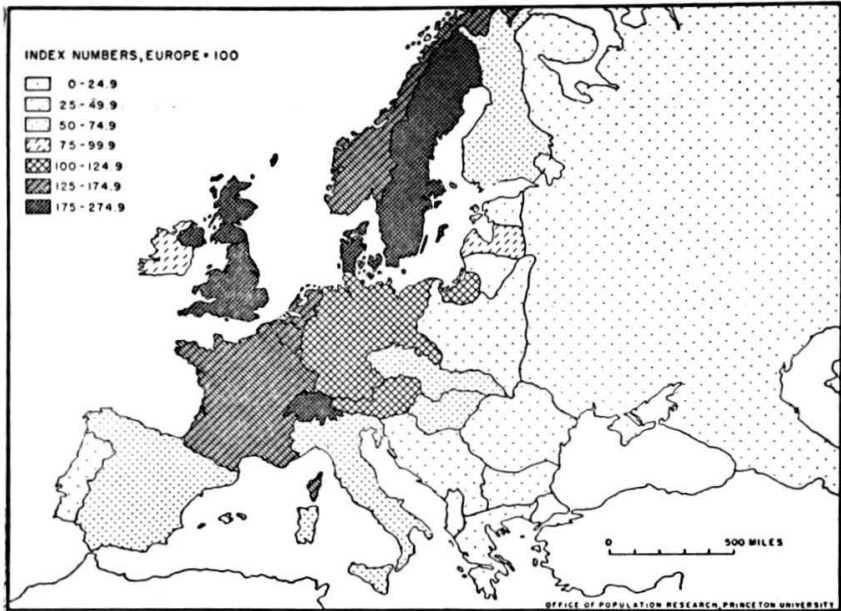 INDEX NUMBERS, EUROPE = 100
0-24.9
25-49.9
50-74.9
75-99.9
100-124.9
125-174.9
175-274.9
0 500 MILES
OFFICE OF POPULATION RESEARCH, PRINCETON UNIVERSITY